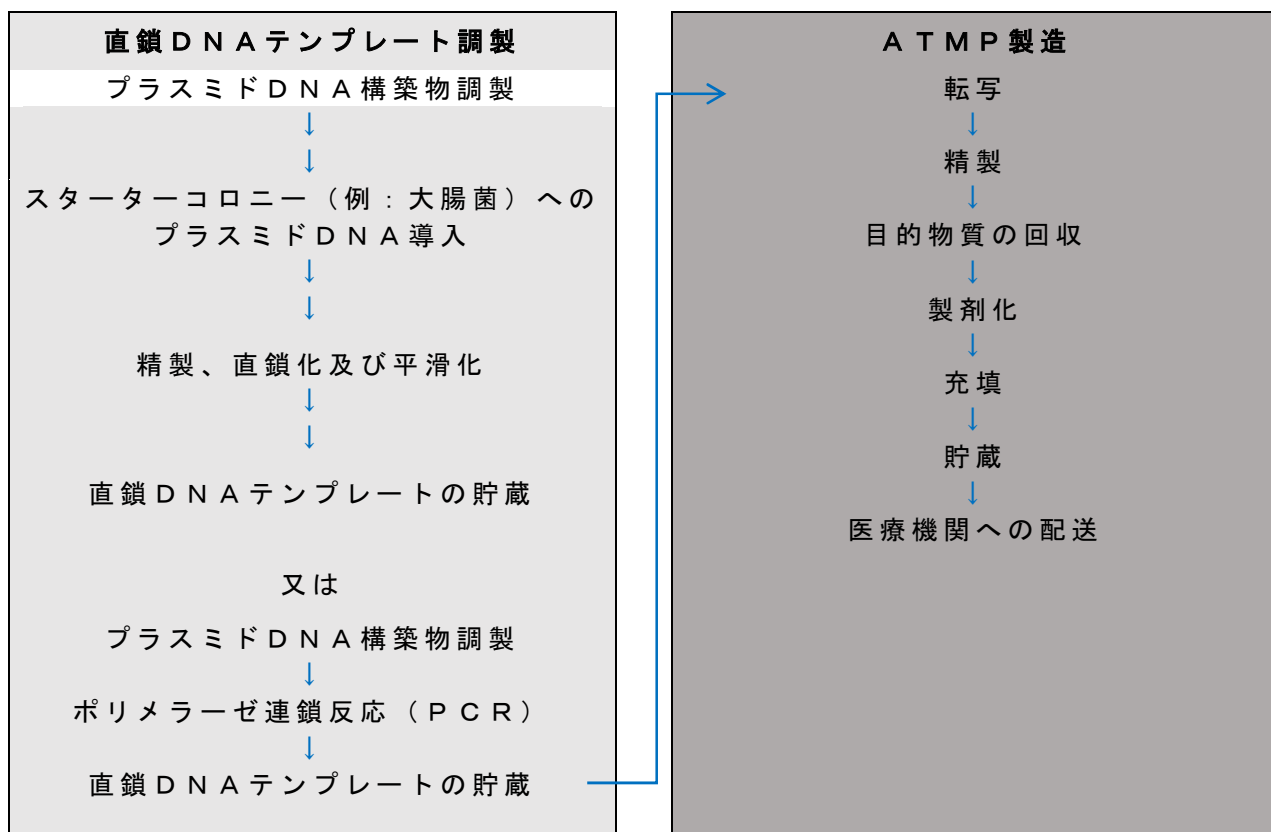 直鎖ＤＮＡテンプレート調製
プラスミドＤＮＡ構築物調製
↓
↓
スターターコロニー（例：大腸菌）への
プラスミドＤＮＡ導入
↓
↓
精製、直鎖化及び平滑化
↓
↓
直鎖ＤＮＡテンプレートの貯蔵
又は
プラスミドＤＮＡ構築物調製
↓
ポリメラーゼ連鎖反応（ＰＣＲ）
↓
直鎖ＤＮＡテンプレートの貯蔵
ＡＴＭＰ製造
転写
↓
精製
↓
目的物質の回収
↓
製剤化
↓
充填
↓
貯蔵
↓
医療機関への配送